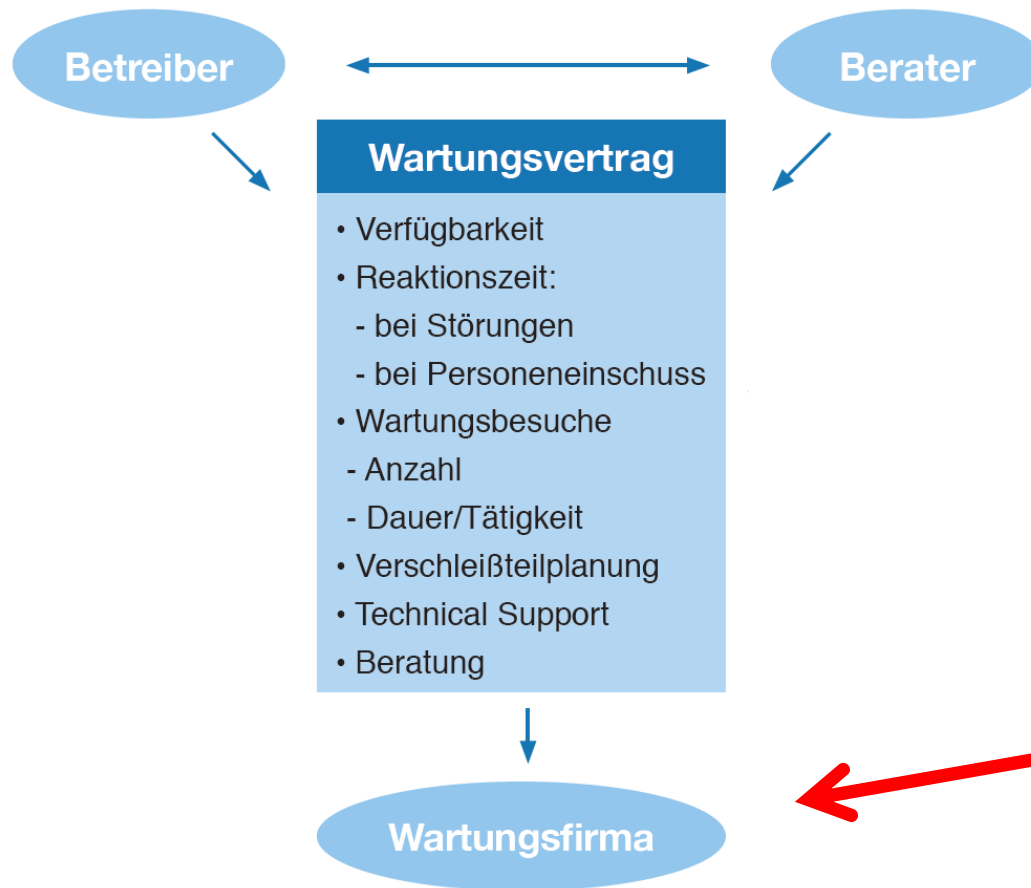 Betreiber
Berater
Wartungsvertrag
• Verfügbarkeit
• Reaktionszeit:
- bei Störungen
- bei Personeneinschuss
• Wartungsbesuche
- Anzahl
- Dauer/Tätigkeit
• Verschleißteilplanung
• Technical Support
• Beratung
Wartungsfirma